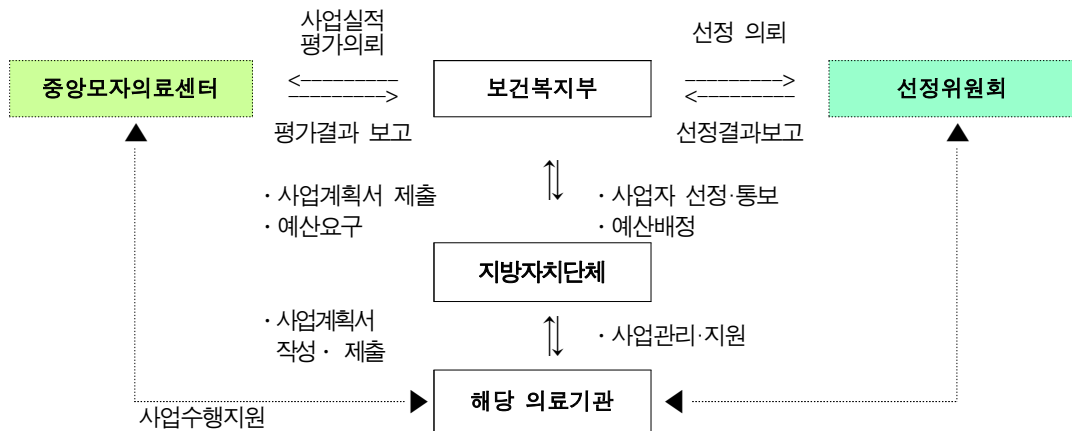 사업실적
평가의뢰
선정 의뢰
중앙모자의료센터
<---------
--------->
보건복지부
--------->
<---------
선정위원회
평가결과 보고
선정결과보고
· 사업계획서 제출
· 예산요구
· 사업자 선정·통보
· 예산배정
지방자치단체
· 사업계획서
작성· 제출
· 사업관리·지원
해당 의료기관
사업수행지원